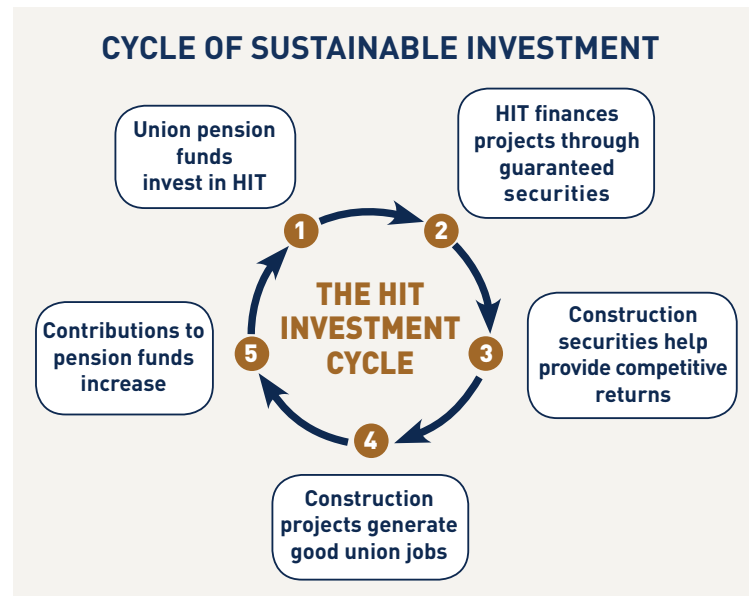 CYCLE OF SUSTAINABLE INVESTMENT
Union pension
funds
invest in HIT
HIT finances
projects through
guaranteed
securities
1
2
THE HIT
INVESTMENT
CYCLE
Contributions to
pension funds
increase
5
3
Construction
securities help
provide competitive
returns
4
Construction
projects generate
good union jobs